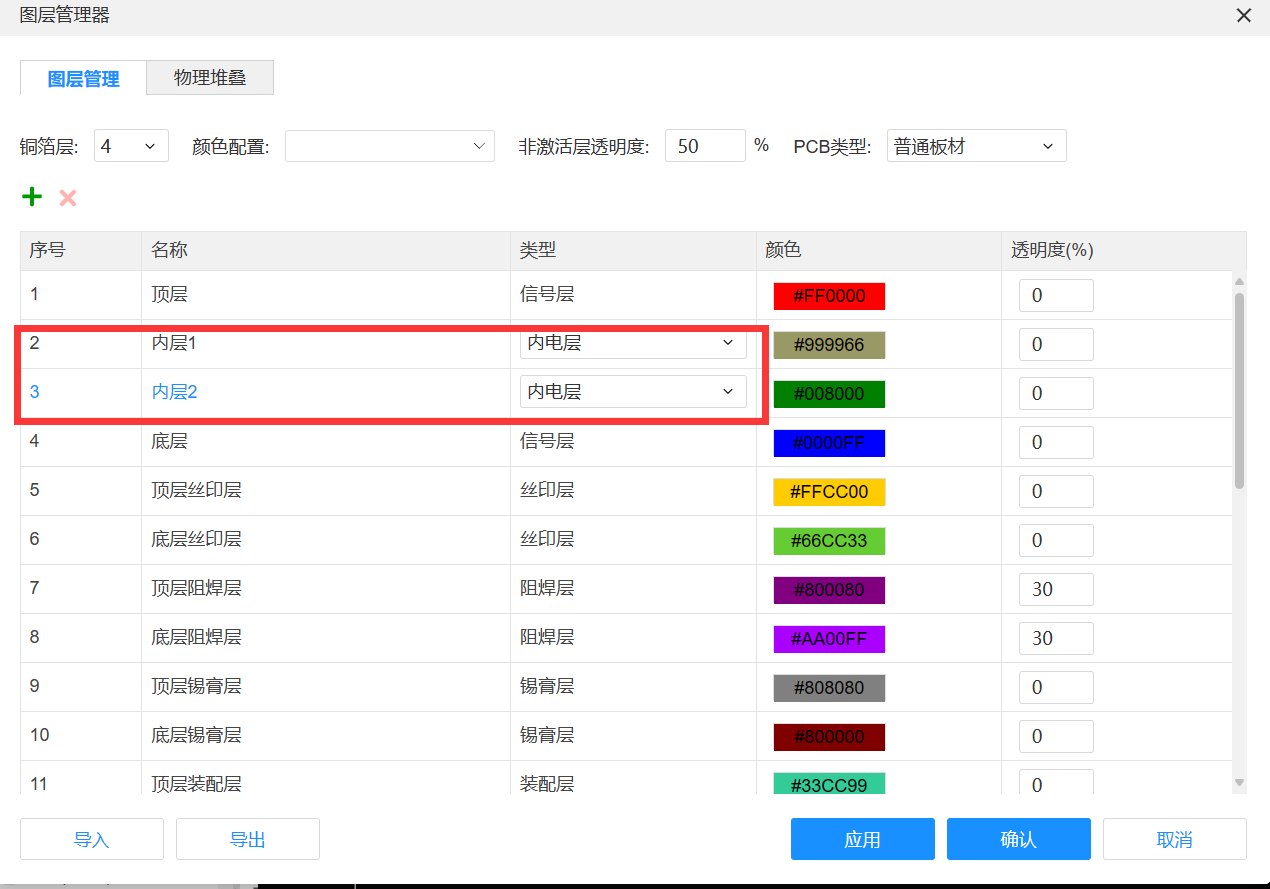 图层管理器
图层管理 物理堆叠
铜箔层: 4 颜色配置: 非激活层透明度: 50 % PCB类型: 普通板材
序号 名称 类型 颜色 透明度(%)
1 顶层 信号层 #FF0000 0
2 内层1 内电层 #999966 0
3 内层2 内电层 #008000 0
4 底层 信号层 #0000FF 0
5 顶层丝印层 丝印层 #FFCC00 0
6 底层丝印层 丝印层 #66CC33 0
7 顶层阻焊层 阻焊层 #800080 30
8 底层阻焊层 阻焊层 #AA00FF 30
9 顶层锡膏层 锡膏层 #808080 0
10 底层锡膏层 锡膏层 #800000 0
11 顶层装配层 装配层 #33CC99 0
导入 导出 应用 确认 取消